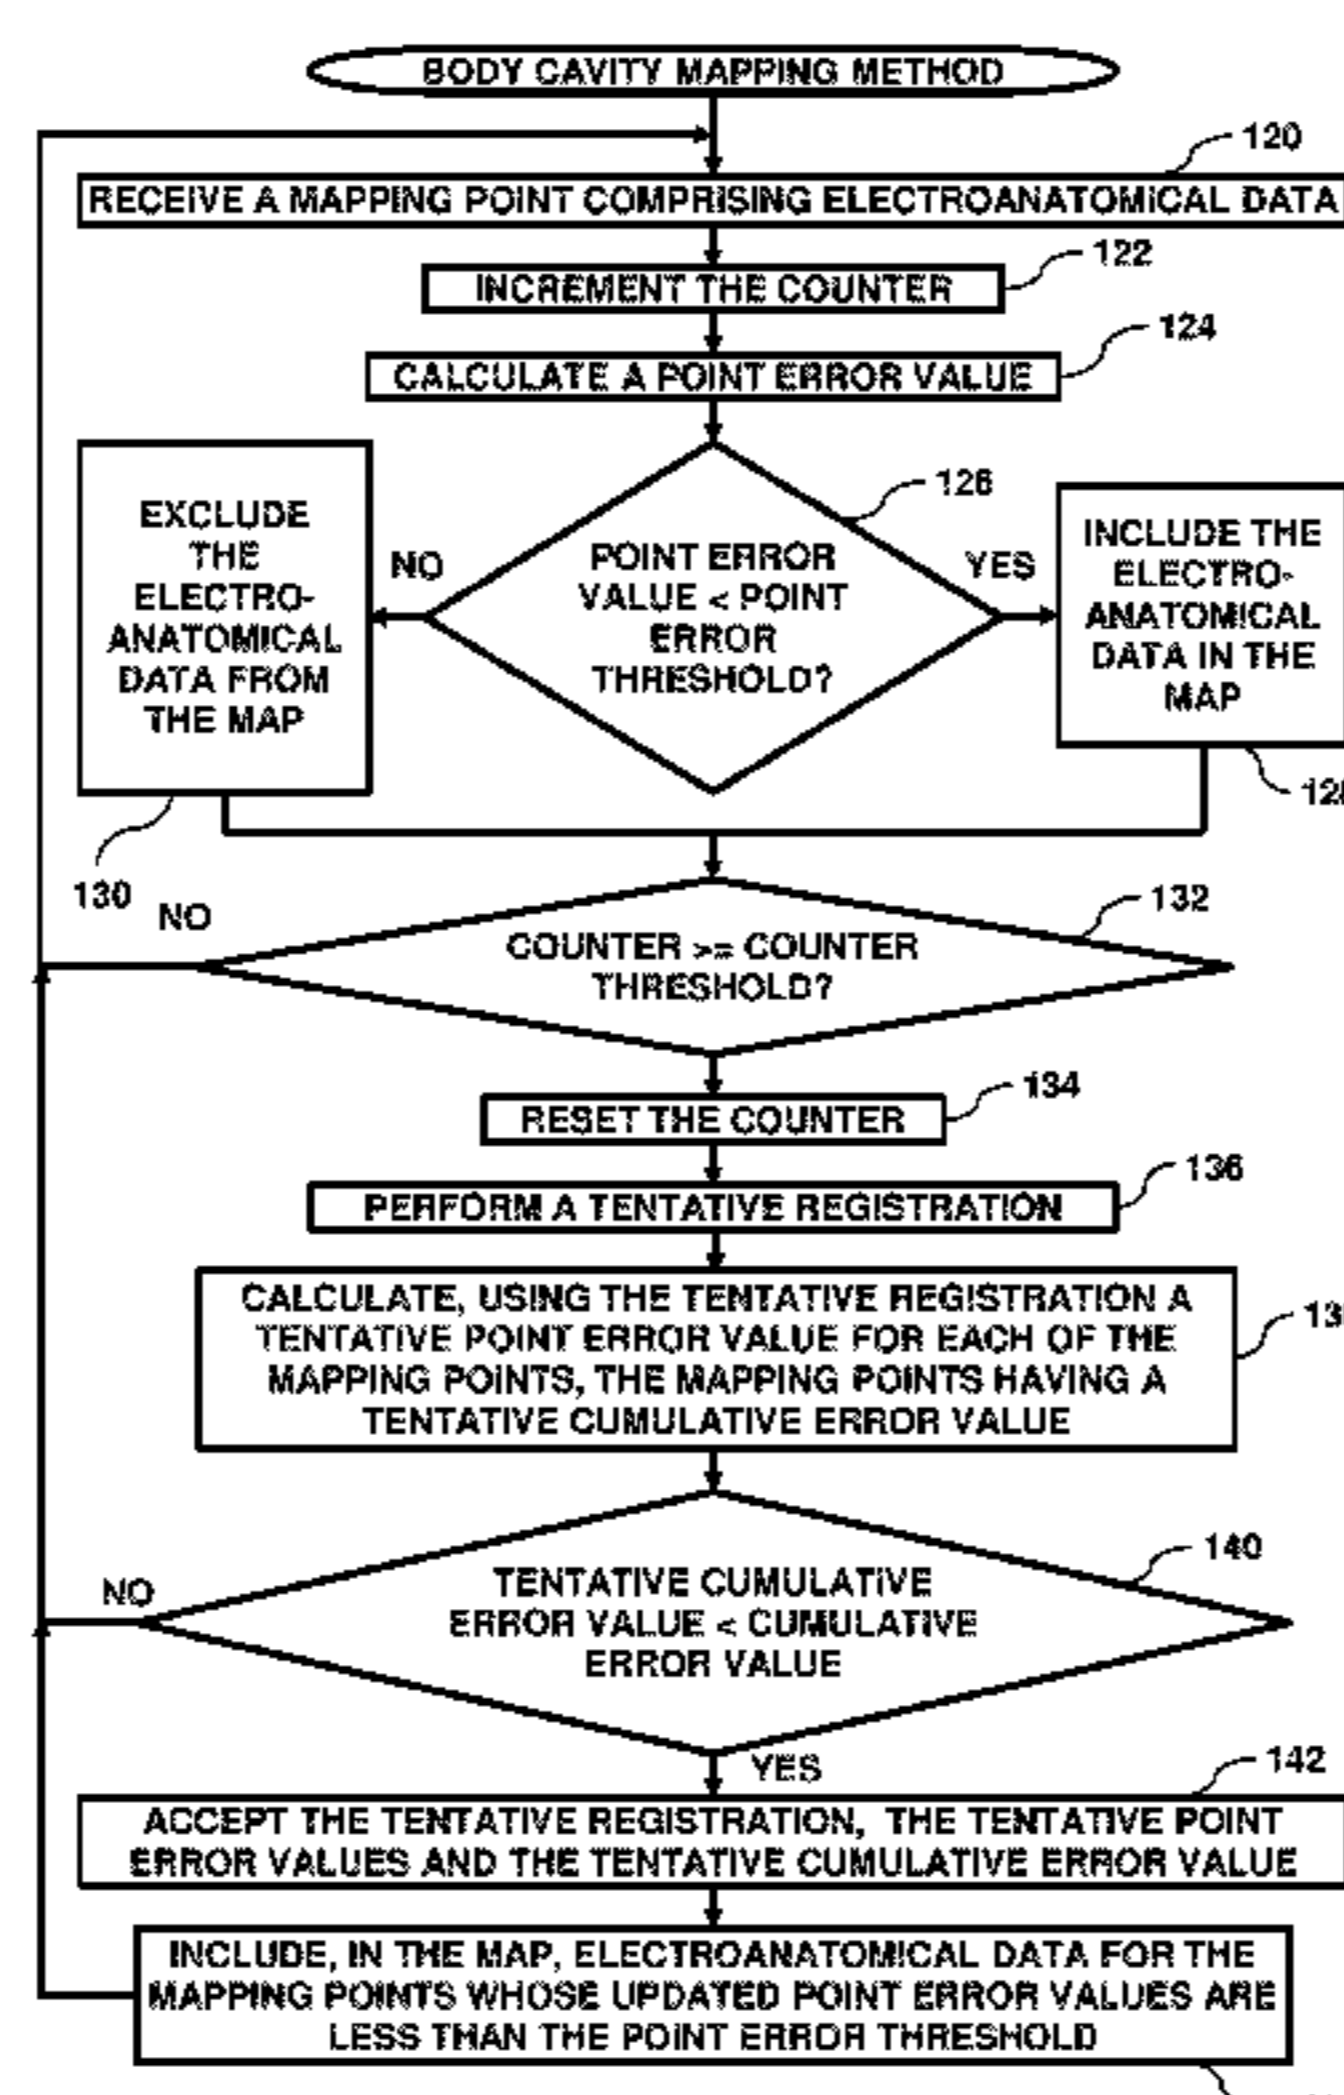 BODY CAVITY MAPPING METHOD
120
RECEIVE A MAPPING POINT COMPRISING ELECTROANATOMICAL DATA
122
INCREMENT THE COUNTER
124
CALCULATE A POINT ERROR VALUE
126
POINT ERROR
VALUE < POINT
ERROR
THRESHOLD?
NO
YES
EXCLUDE
THE
ELECTRO-
ANATOMICAL
DATA FROM
THE MAP
130
INCLUDE THE
ELECTRO-
ANATOMICAL
DATA IN THE
MAP
132
COUNTER >= COUNTER
THRESHOLD?
NO
134
RESET THE COUNTER
136
PERFORM A TENTATIVE REGISTRATION
CALCULATE, USING THE TENTATIVE REGISTRATION A
TENTATIVE POINT ERROR VALUE FOR EACH OF THE
MAPPING POINTS, THE MAPPING POINTS HAVING A
TENTATIVE CUMULATIVE ERROR VALUE
140
TENTATIVE CUMULATIVE
ERROR VALUE < CUMULATIVE
ERROR VALUE
NO
YES
142
ACCEPT THE TENTATIVE REGISTRATION, THE TENTATIVE POINT
ERROR VALUES AND THE TENTATIVE CUMULATIVE ERROR VALUE
INCLUDE, IN THE MAP, ELECTROANATOMICAL DATA FOR THE
MAPPING POINTS WHOSE UPDATED POINT ERROR VALUES ARE
LESS THAN THE POINT ERROR THRESHOLD